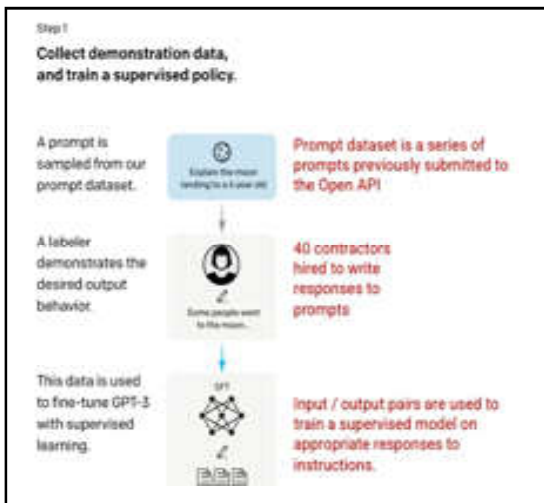 Step 1
Collect demonstration data,
and train a supervised policy.
A prompt is
sampled from our
prompt dataset.
Explain the moon
landing to a 6 year old
Prompt dataset is a series of
prompts previously submitted to
the Open API
A labeler
demonstrates the
desired output
behavior.
Some people went
to the moon...
40 contractors
hired to write
responses to
prompts
This data is used
to fine-tune GPT-3
with supervised
learning.
SFT
Input / output pairs are used to
train a supervised model on
appropriate responses to
instructions.